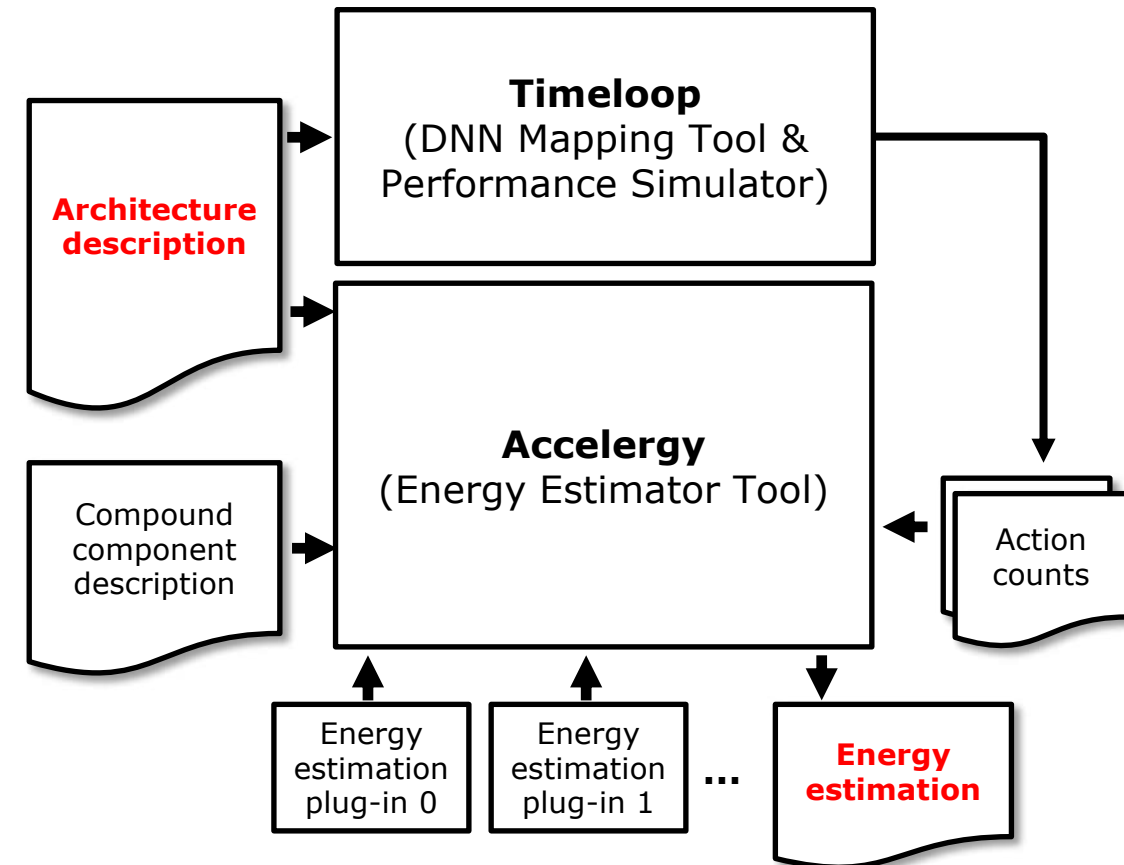 Timeloop
(DNN Mapping Tool &
Performance Simulator)
Architecture
description
Accelergy
(Energy Estimator Tool)
Compound
component
description
Action
counts
Energy
estimation
plug-in 0
Energy
estimation
plug-in 1
...
Energy
estimation